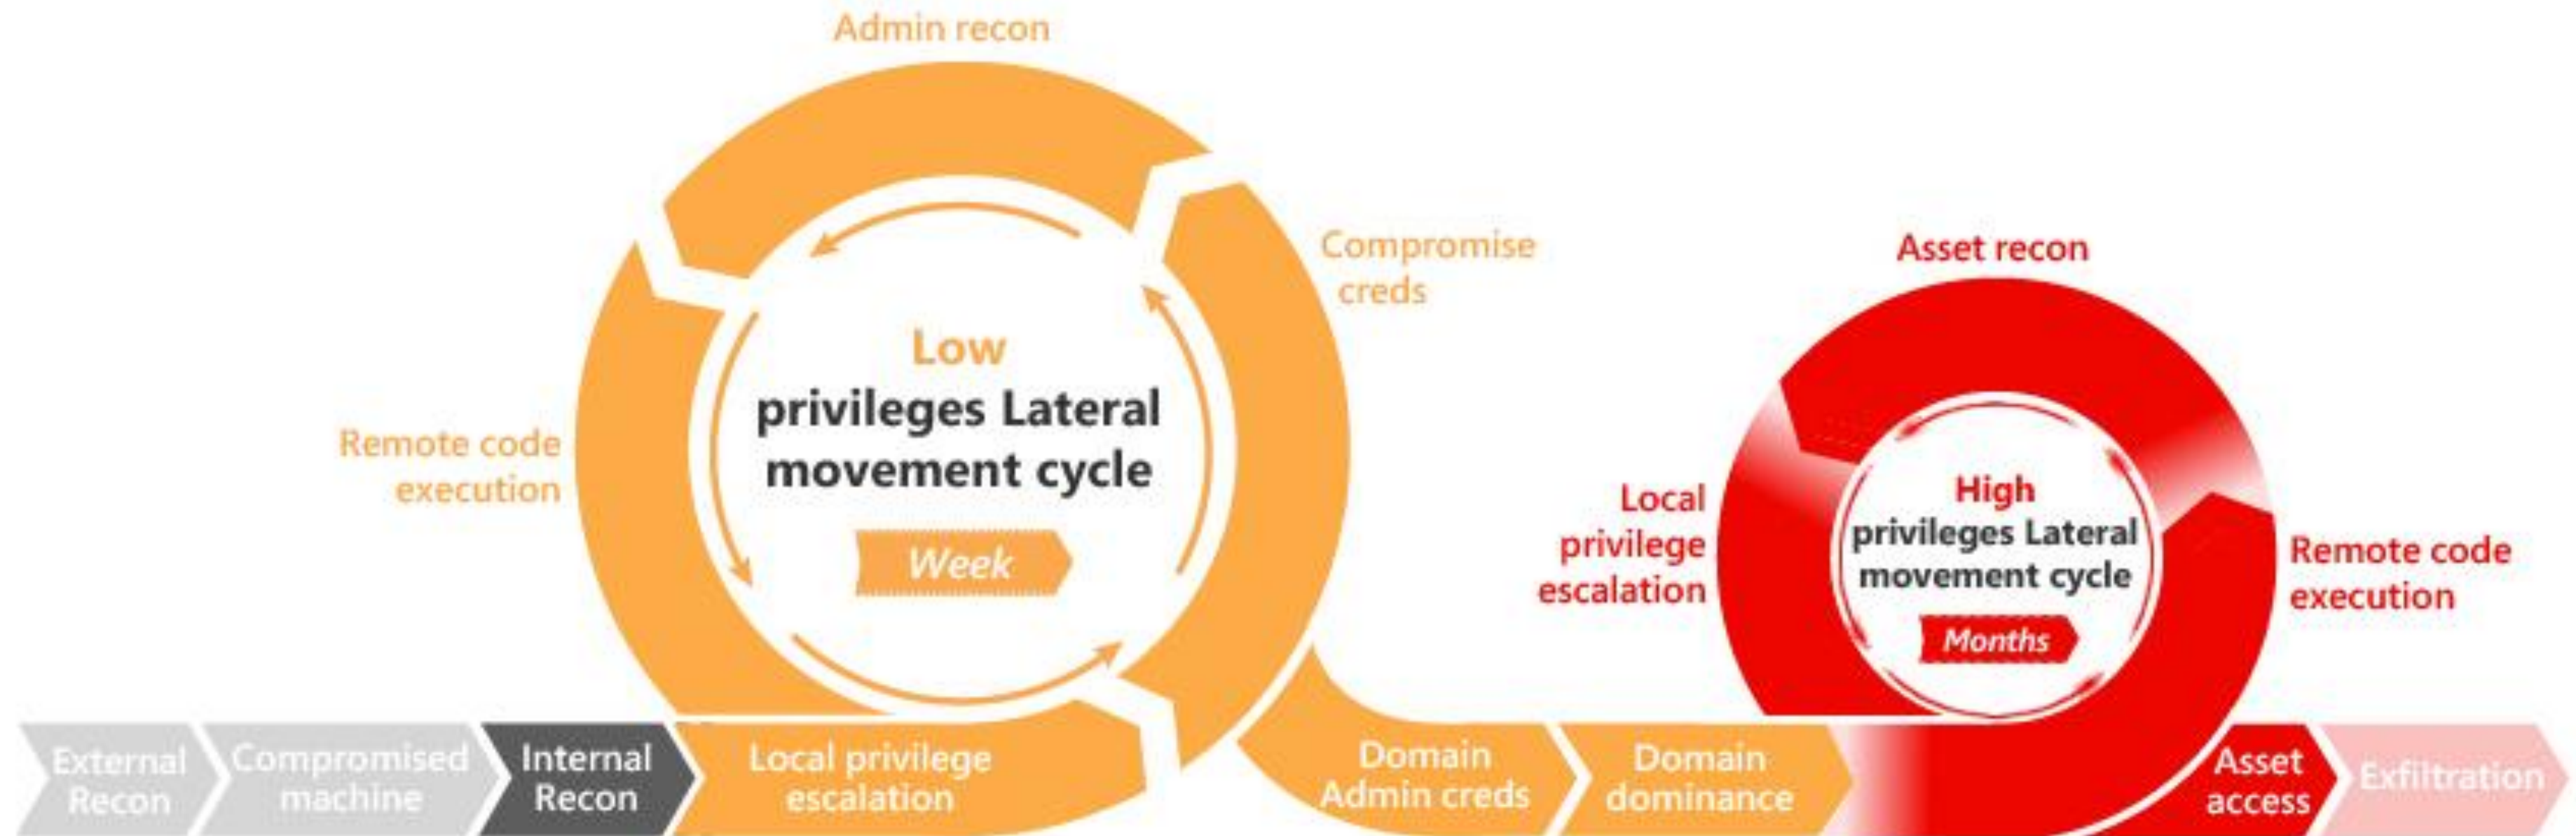 Admin recon
Compromise
creds
Remote code
execution
Low
privileges Lateral
movement cycle
Week
Asset recon
Local
privilege
escalation
High
privileges Lateral
movement cycle
Months
Remote code
execution
External
Recon
Compromised
machine
Internal
Recon
Local privilege
escalation
Domain
Admin creds
Domain
dominance
Asset
access
Exfiltration